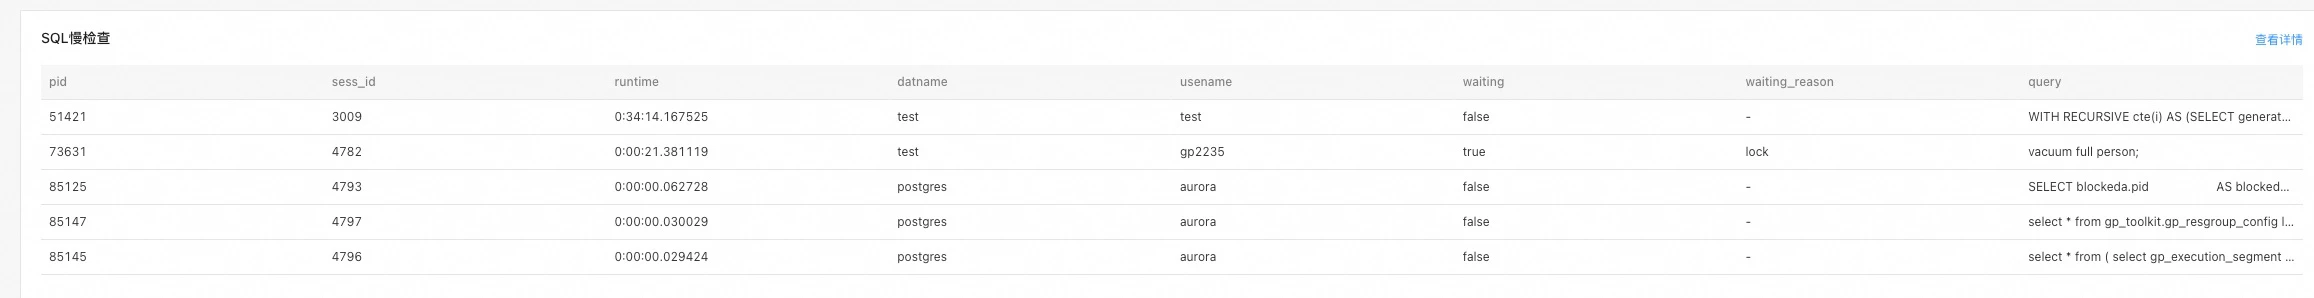 SQL慢检查 查看详情
pid sess_id runtime datname usename waiting waiting_reason query
51421 3009 0:34:14.167525 test test false - WITH RECURSIVE cte(i) AS (SELECT generat...
73631 4782 0:00:21.381119 test gp2235 true lock vacuum full person;
85125 4793 0:00:00.062728 postgres aurora false - SELECT blockeda.pid AS blocked...
85147 4797 0:00:00.030029 postgres aurora false - select * from gp_toolkit.gp_resgroup_config l...
85145 4796 0:00:00.029424 postgres aurora false - select * from ( select gp_execution_segment ...